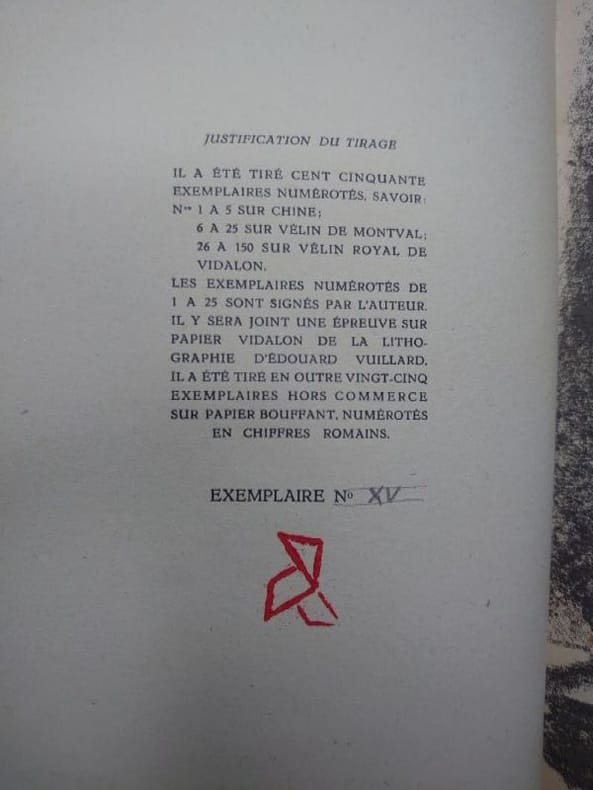 JUSTIFICATION DU TIRAGE
IL A ÉTÉ TIRÉ CENT CINQUANTE
EXEMPLAIRES NUMÉROTÉS, SAVOIR:
Nos 1 A 5 SUR CHINE;
6 A 25 SUR VÉLIN DE MONTVAL;
26 A 150 SUR VÉLIN ROYAL DE
VIDALON.
LES EXEMPLAIRES NUMÉROTÉS DE
1 A 25 SONT SIGNÉS PAR L'AUTEUR.
IL Y SERA JOINT UNE ÉPREUVE SUR
PAPIER VIDALON DE LA LITHO-
GRAPHIE D'ÉDOUARD VUILLARD.
IL A ÉTÉ TIRÉ EN OUTRE VINGT-CINQ
EXEMPLAIRES HORS COMMERCE
SUR PAPIER BOUFFANT, NUMÉROTÉS
EN CHIFFRES ROMAINS.
EXEMPLAIRE No XV